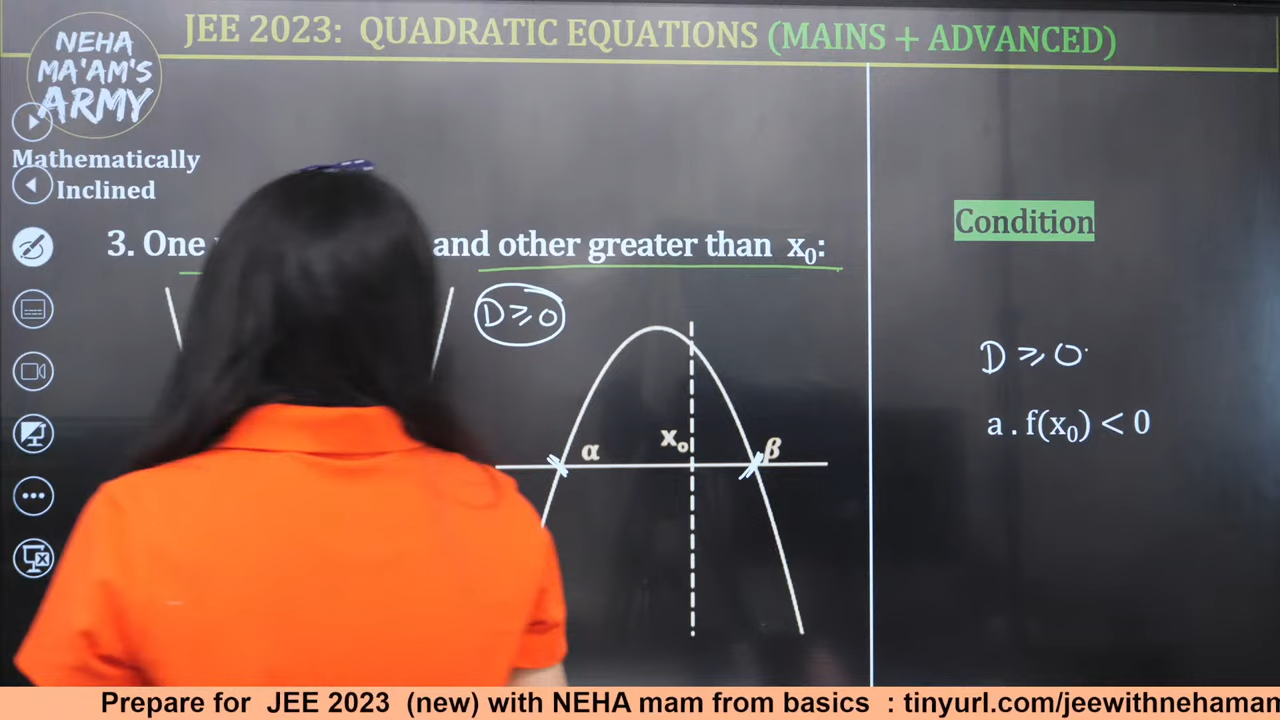 JEE 2023: QUADRATIC EQUATIONS (MAINS + ADVANCED)
NEHA
MA'AM'S
ARMY
Mathematically
Inclined
3. One and other greater than x₀:
D ⩾ 0
α
x₀
β
Condition
D ⩾ 0
a . f(x₀) < 0
Prepare for JEE 2023 (new) with NEHA mam from basics : tinyurl.com/jeewithnehamam